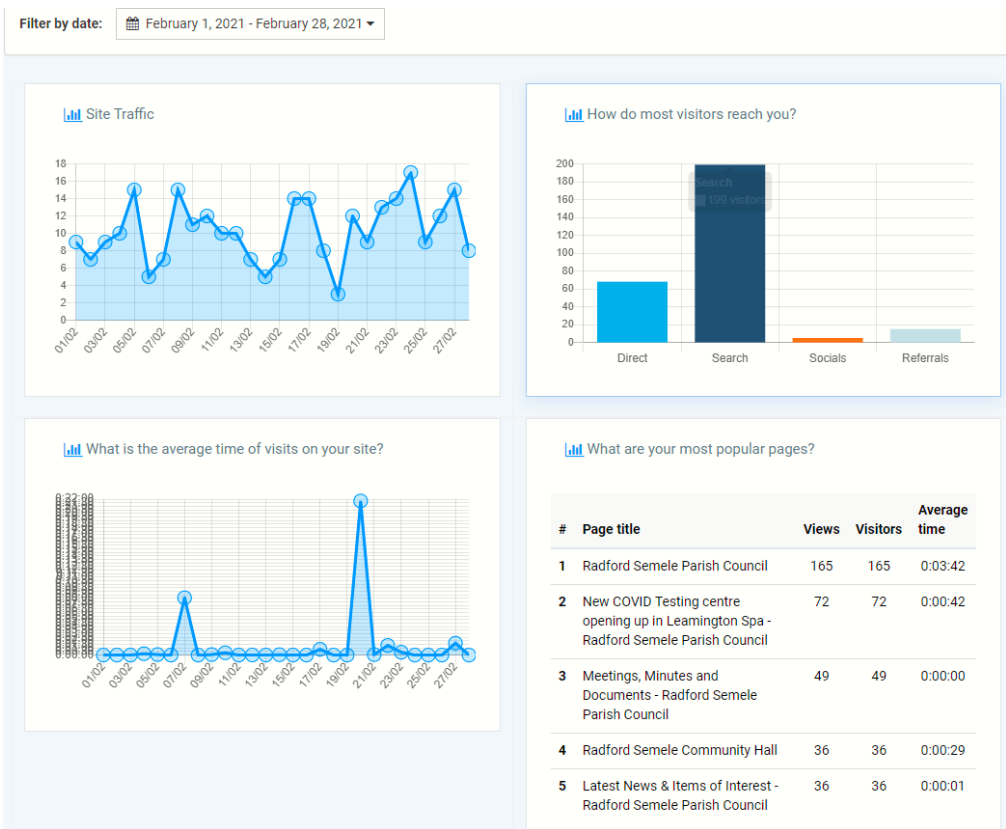 Filter by date: February 1, 2021 - February 28, 2021
Site Traffic
18
16
14
12
10
8
6
4
2
0
01/02 03/02 05/02 07/02 09/02 11/02 13/02 15/02 17/02 19/02 21/02 23/02 25/02 27/02
How do most visitors reach you?
200
180
160
140
120
100
80
60
40
20
0
Search
199 visitors
Direct Search Socials Referrals
What is the average time of visits on your site?
0:22:00
0:00:00
01/02 03/02 05/02 07/02 09/02 11/02 13/02 15/02 17/02 19/02 21/02 23/02 25/02 27/02
What are your most popular pages?
# Page title Views Visitors Average time
1 Radford Semele Parish Council 165 165 0:03:42
2 New COVID Testing centre 72 72 0:00:42
opening up in Leamington Spa -
Radford Semele Parish Council
3 Meetings, Minutes and 49 49 0:00:00
Documents - Radford Semele
Parish Council
4 Radford Semele Community Hall 36 36 0:00:29
5 Latest News & Items of Interest - 36 36 0:00:01
Radford Semele Parish Council